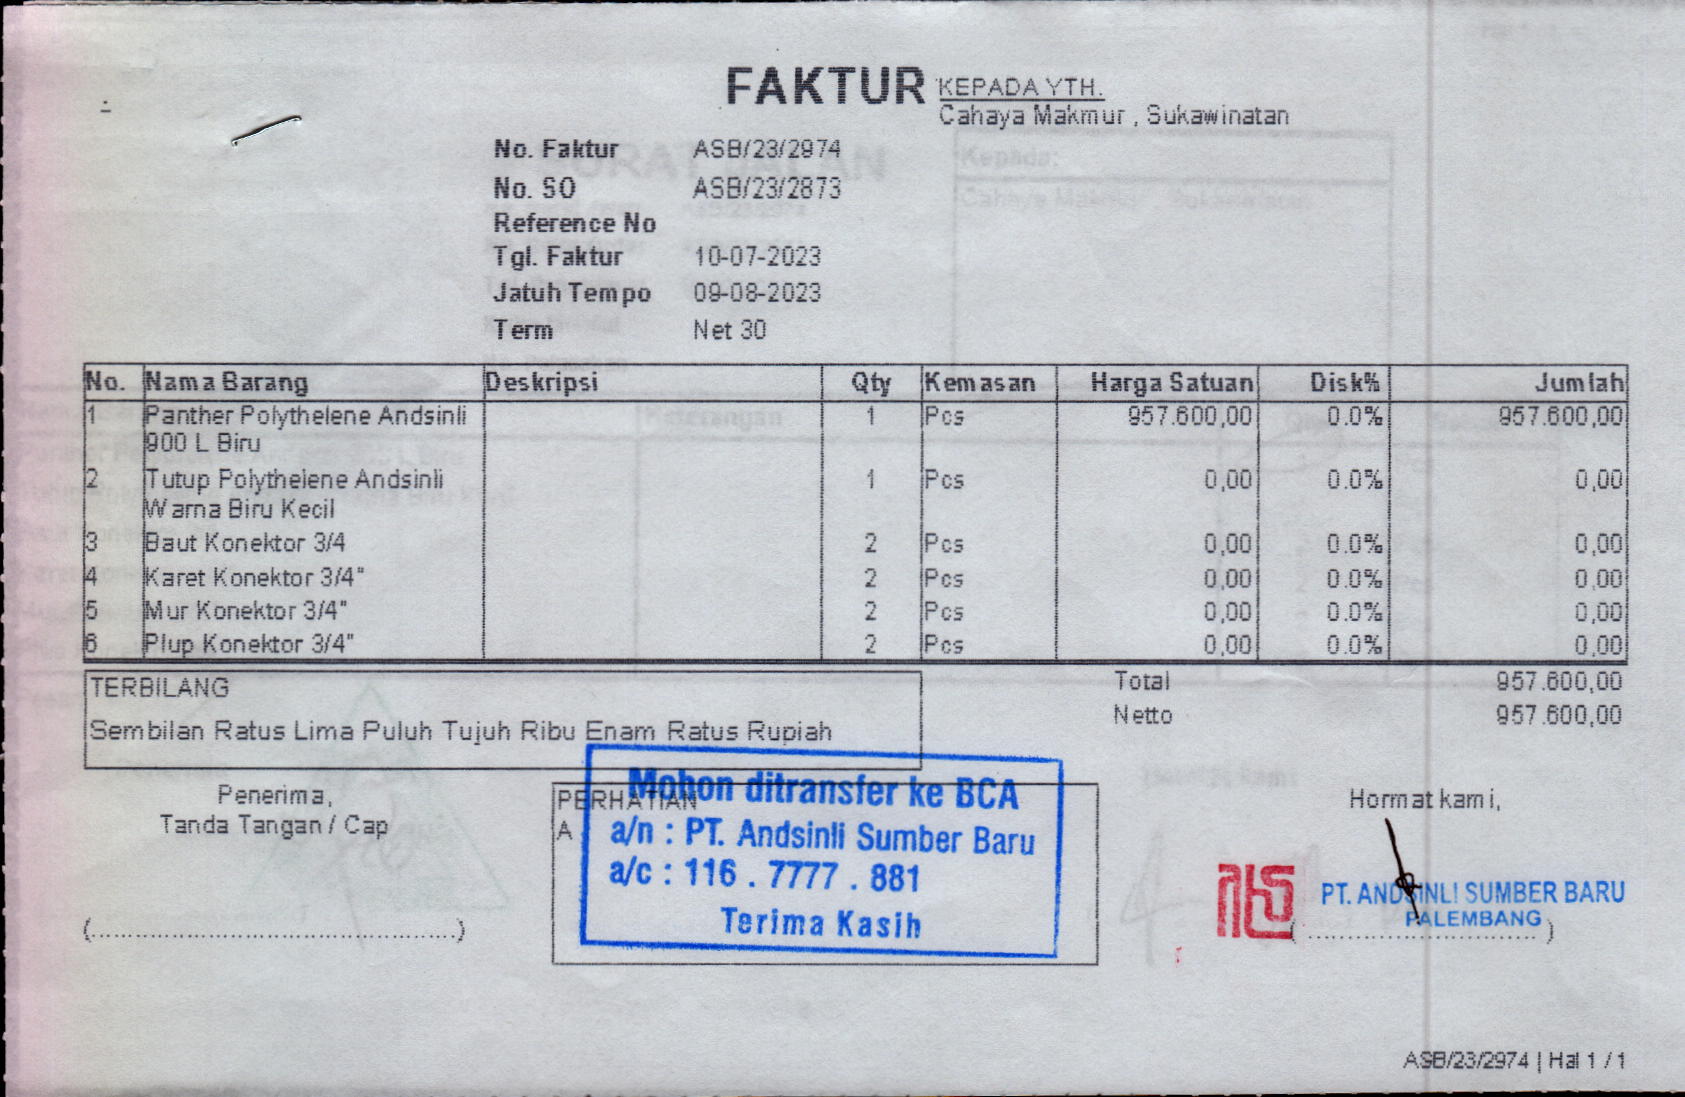 FAKTUR
KEPADA YTH.
Cahaya Makmur , Sukawinatan
No. Faktur ASB/23/2974
No. SO ASB/23/2873
Reference No
Tgl. Faktur 10-07-2023
Jatuh Tempo 09-08-2023
Term Net 30
No. Nama Barang Deskripsi Qty Kemasan Harga Satuan Disk% Jumlah
1 Panther Polythelene Andsinli 1 Pcs 957.600,00 0.0% 957.600,00
900 L Biru
2 Tutup Polythelene Andsinli 1 Pcs 0,00 0.0% 0,00
Warna Biru Kecil
3 Baut Konektor 3/4 2 Pcs 0,00 0.0% 0,00
4 Karet Konektor 3/4" 2 Pcs 0,00 0.0% 0,00
5 Mur Konektor 3/4" 2 Pcs 0,00 0.0% 0,00
6 Plup Konektor 3/4" 2 Pcs 0,00 0.0% 0,00
TERBILANG
Sembilan Ratus Lima Puluh Tujuh Ribu Enam Ratus Rupiah
Total 957.600,00
Netto 957.600,00
Penerima,
Tanda Tangan / Cap
(..............................................)
PERHATIAN
A
Mohon ditransfer ke BCA
a/n : PT. Andsinli Sumber Baru
a/c : 116 . 7777 . 881
Terima Kasih
Hormat kami,
PT. ANDSINLI SUMBER BARU
PALEMBANG
(..............................)
ASB/23/2974 | Hal 1 / 1